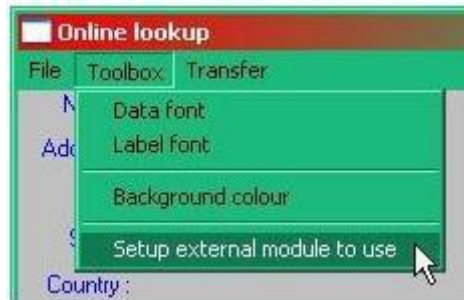 Online lookup
File Toolbox Transfer
Data font
Label font
Background colour
Setup external module to use
Country :